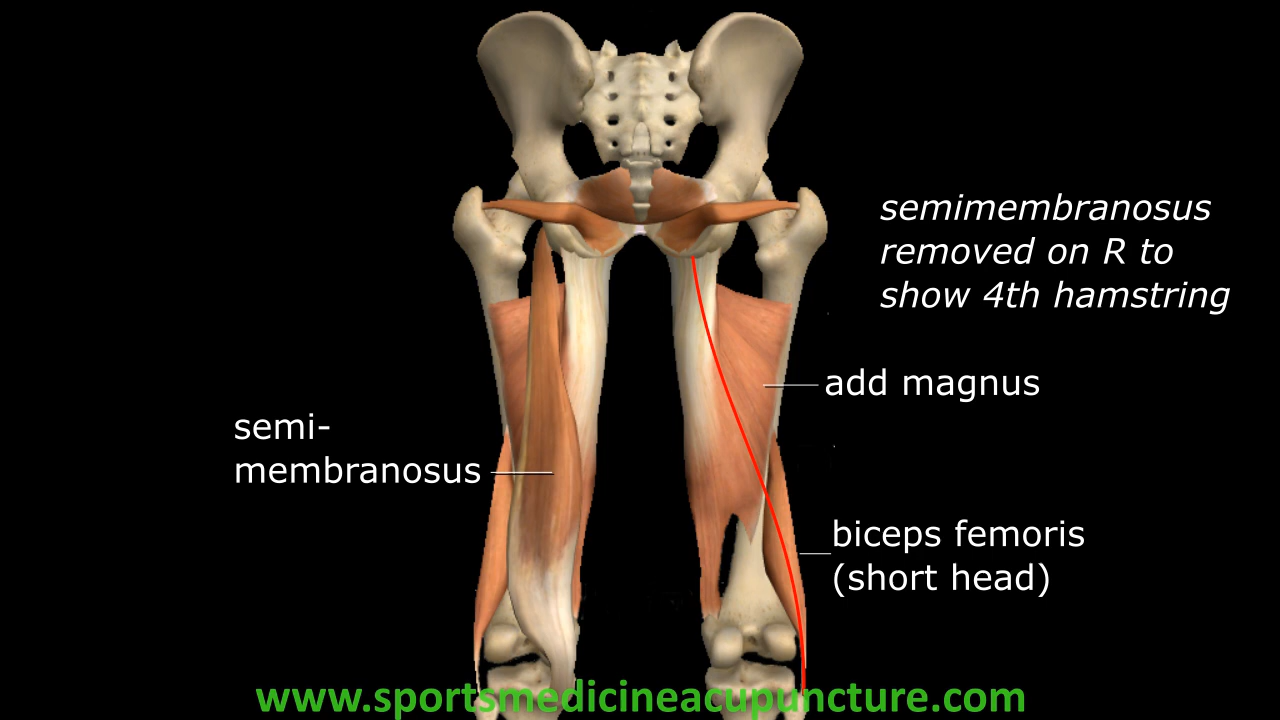 semimembranosus
removed on R to
show 4th hamstring
add magnus
semi-
membranosus
biceps femoris
(short head)
www.sportsmedicineacupuncture.com